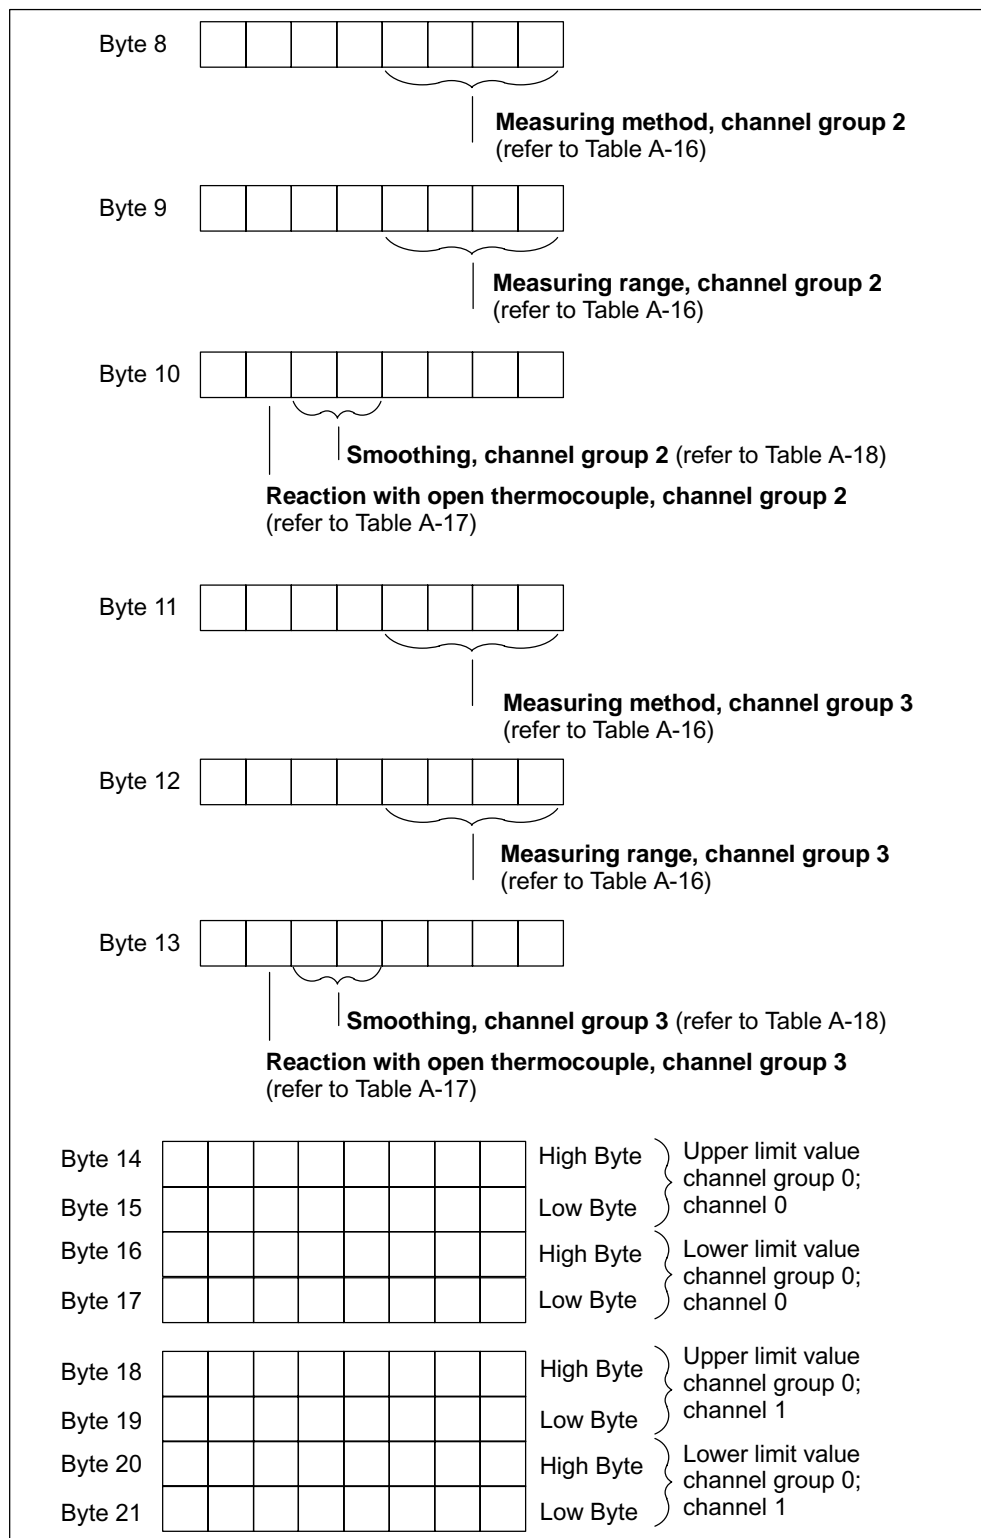 Byte 8
Measuring method, channel group 2
(refer to Table A-16)
Byte 9
Measuring range, channel group 2
(refer to Table A-16)
Byte 10
Smoothing, channel group 2 (refer to Table A-18)
Reaction with open thermocouple, channel group 2
(refer to Table A-17)
Byte 11
Measuring method, channel group 3
(refer to Table A-16)
Byte 12
Measuring range, channel group 3
(refer to Table A-16)
Byte 13
Smoothing, channel group 3 (refer to Table A-18)
Reaction with open thermocouple, channel group 3
(refer to Table A-17)
Byte 14 High Byte Upper limit value
channel group 0;
Byte 15 Low Byte channel 0
Byte 16 High Byte Lower limit value
channel group 0;
Byte 17 Low Byte channel 0
Byte 18 High Byte Upper limit value
channel group 0;
Byte 19 Low Byte channel 1
Byte 20 High Byte Lower limit value
channel group 0;
Byte 21 Low Byte channel 1